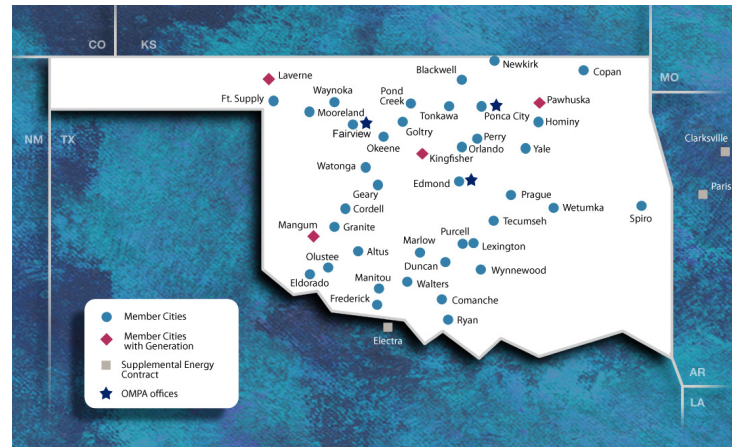 CO
KS
Newkirk
Blackwell
Copan
Laverne
MO
Waynoka
Pond
Creek
Ft. Supply
Pawhuska
Mooreland
Tonkawa
Ponca City
Fairview
Goltry
Hominy
NM
TX
Okeene
Perry
Clarksville
Orlando
Yale
Kingfisher
Watonga
Edmond
Paris
Geary
Prague
Cordell
Wetumka
Spiro
Mangum
Granite
Tecumseh
Purcell
Altus
Marlow
Lexington
Olustee
Duncan
Wynnewood
Eldorado
Manitou
Walters
Frederick
Comanche
Member Cities
Ryan
Member Cities
with Generation
Electra
Supplemental Energy
Contract
AR
OMPA offices
LA